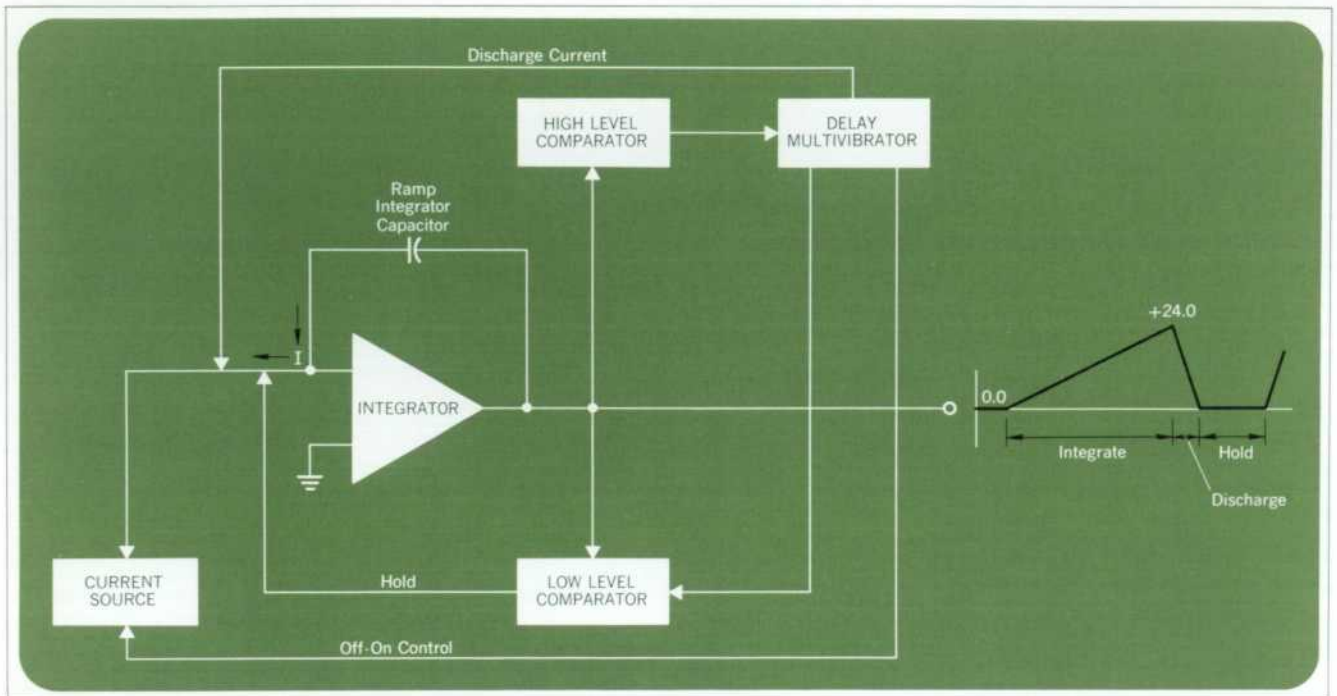 Discharge Current
HIGH LEVEL
COMPARATOR
DELAY
MULTIVIBRATOR
Ramp
Integrator
Capacitor
I
INTEGRATOR
+24.0
0.0
Integrate
Hold
Discharge
CURRENT
SOURCE
Hold
LOW LEVEL
COMPARATOR
Off-On Control